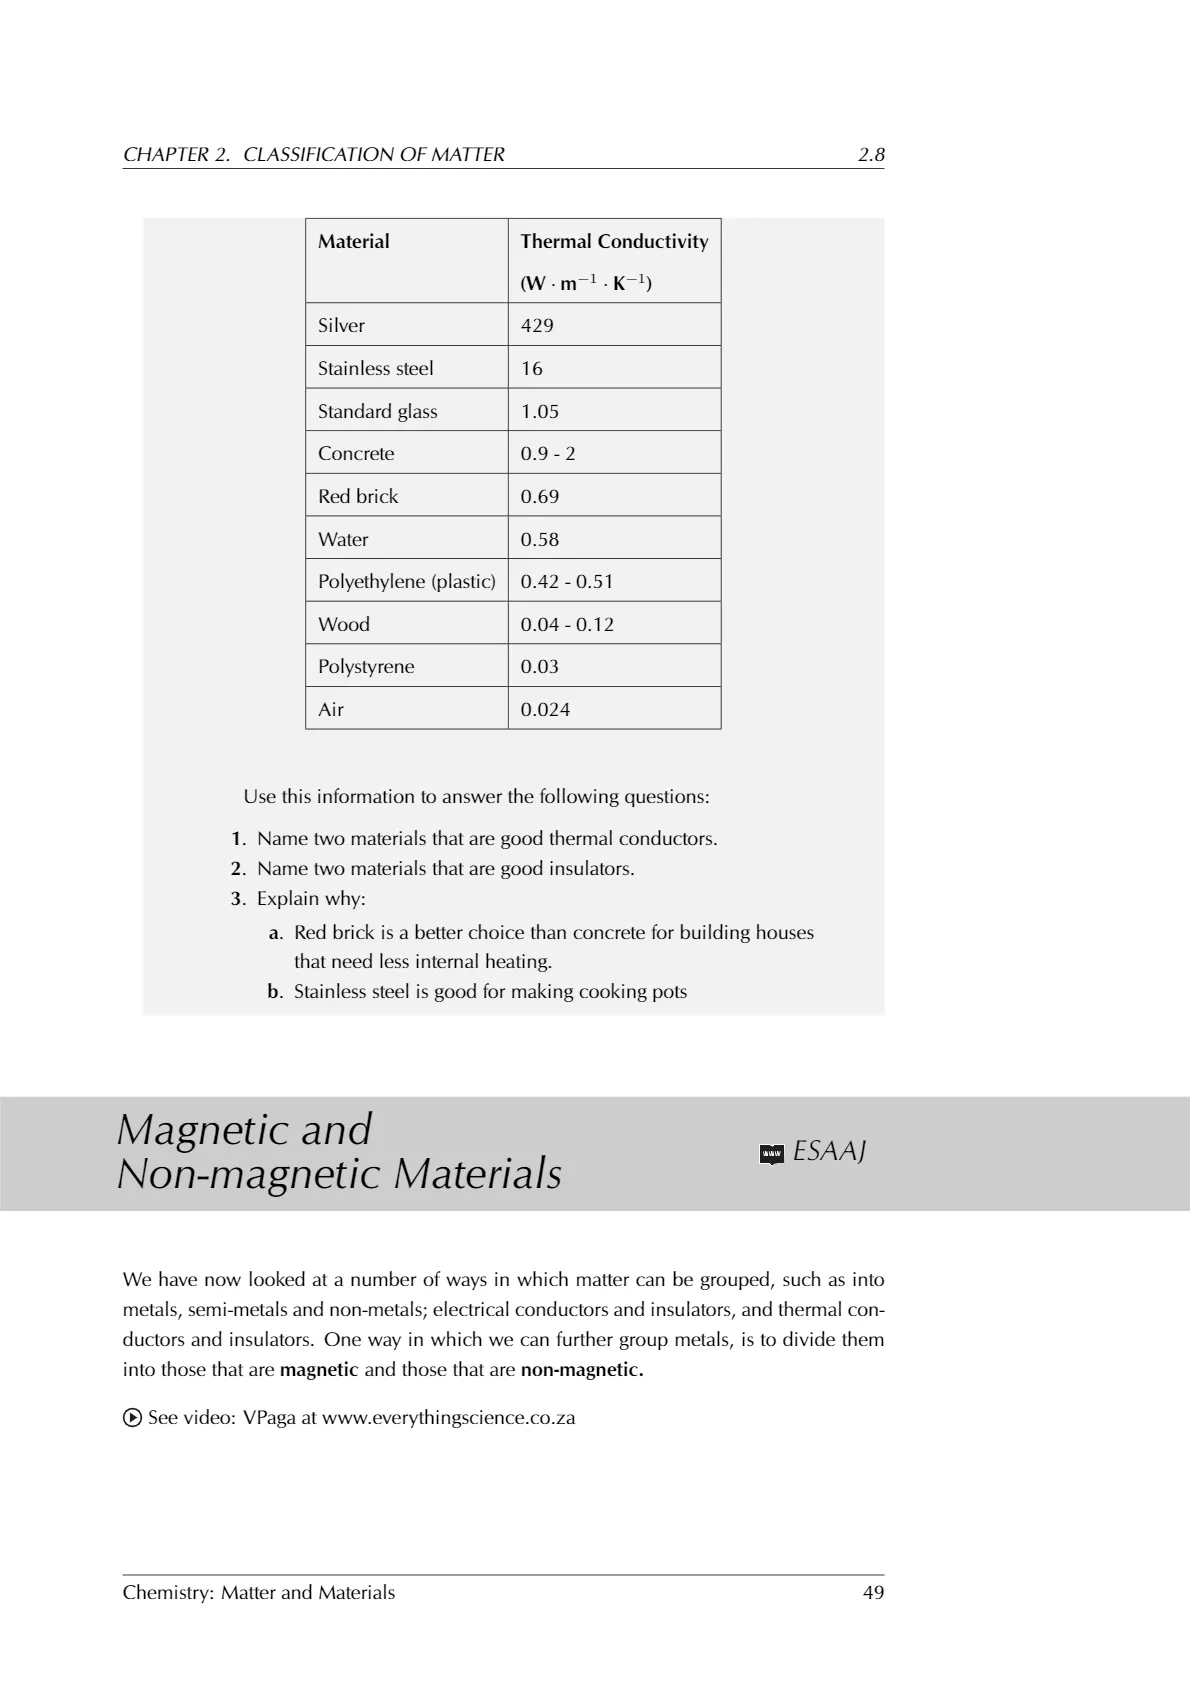 CHAPTER 2. CLASSIFICATION OF MATTER 2.8
Material Thermal Conductivity
(W · m⁻¹ · K⁻¹)
Silver 429
Stainless steel 16
Standard glass 1.05
Concrete 0.9 - 2
Red brick 0.69
Water 0.58
Polyethylene (plastic) 0.42 - 0.51
Wood 0.04 - 0.12
Polystyrene 0.03
Air 0.024
Use this information to answer the following questions:
1. Name two materials that are good thermal conductors.
2. Name two materials that are good insulators.
3. Explain why:
a. Red brick is a better choice than concrete for building houses
that need less internal heating.
b. Stainless steel is good for making cooking pots
Magnetic and
Non-magnetic Materials
www ESAAJ
We have now looked at a number of ways in which matter can be grouped, such as into
metals, semi-metals and non-metals; electrical conductors and insulators, and thermal con-
ductors and insulators. One way in which we can further group metals, is to divide them
into those that are magnetic and those that are non-magnetic.
See video: VPaga at www.everythingscience.co.za
Chemistry: Matter and Materials 49